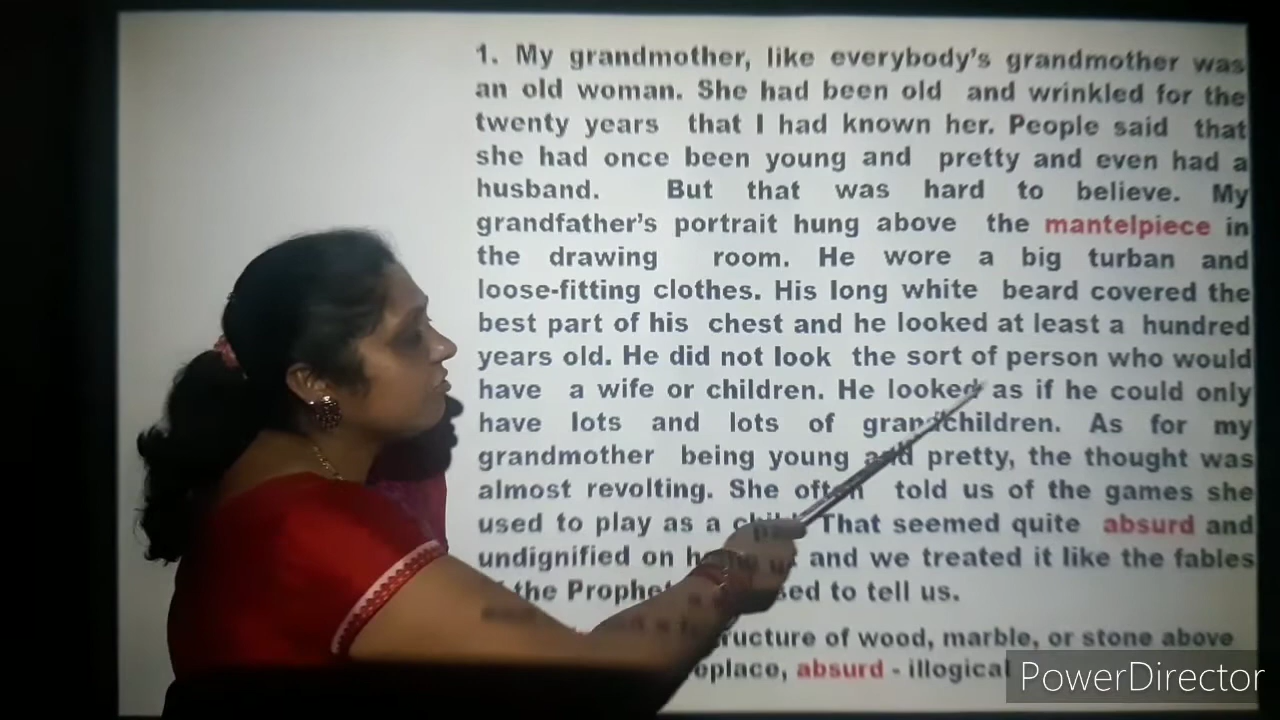 1. My grandmother, like everybody's grandmother was
an old woman. She had been old and wrinkled for the
twenty years that I had known her. People said that
she had once been young and pretty and even had a
husband. But that was hard to believe. My
grandfather's portrait hung above the mantelpiece in
the drawing room. He wore a big turban and
loose-fitting clothes. His long white beard covered the
best part of his chest and he looked at least a hundred
years old. He did not look the sort of person who would
have a wife or children. He looked as if he could only
have lots and lots of grandchildren. As for my
grandmother being young and pretty, the thought was
almost revolting. She often told us of the games she
used to play as a child. That seemed quite absurd and
undignified on and we treated it like the fables
the used to tell us.
of wood, marble, or stone above
absurd - illogical
PowerDirector